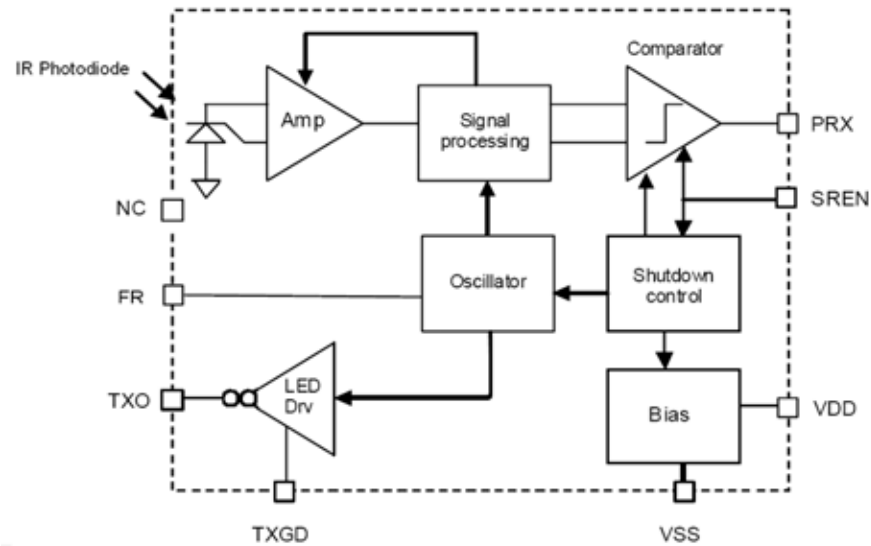 Comparator
IR Photodiode
Amp
Signal
processing
PRX
NC
SREN
FR
Oscillator
Shutdown
control
TXO
LED
Drv
Bias
VDD
TXGD
VSS